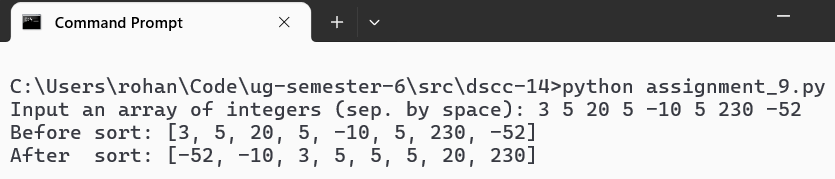 Command Prompt
C:\Users\rohan\Code\ug-semester-6\src\dscc-14>python assignment_9.py
Input an array of integers (sep. by space): 3 5 20 5 -10 5 230 -52
Before sort: [3, 5, 20, 5, -10, 5, 230, -52]
After  sort: [-52, -10, 3, 5, 5, 5, 20, 230]